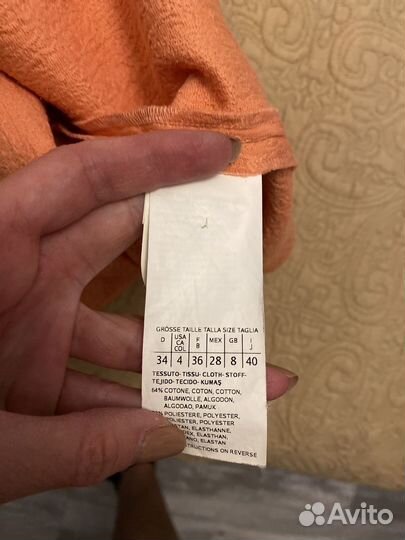 GRÖSSE TAILLE TALLA SIZE TAGLIA
D USA CA COL F B MEX GB I J
34 4 36 28 8 40
TESSUTO-TISSU-CLOTH-STOFF-
TEJIDO-TECIDO-KUMAŞ
64% COTONE, COTON, COTTON,
BAUMWOLLE, ALGODON,
ALGODAO, PAMUK
POLIESTERE, POLYESTER,
POLYESTER, POLYESTER
ELASTHANNE,
ELASTHAN,
ELASTAN
INSTRUCTIONS ON REVERSE
Avito